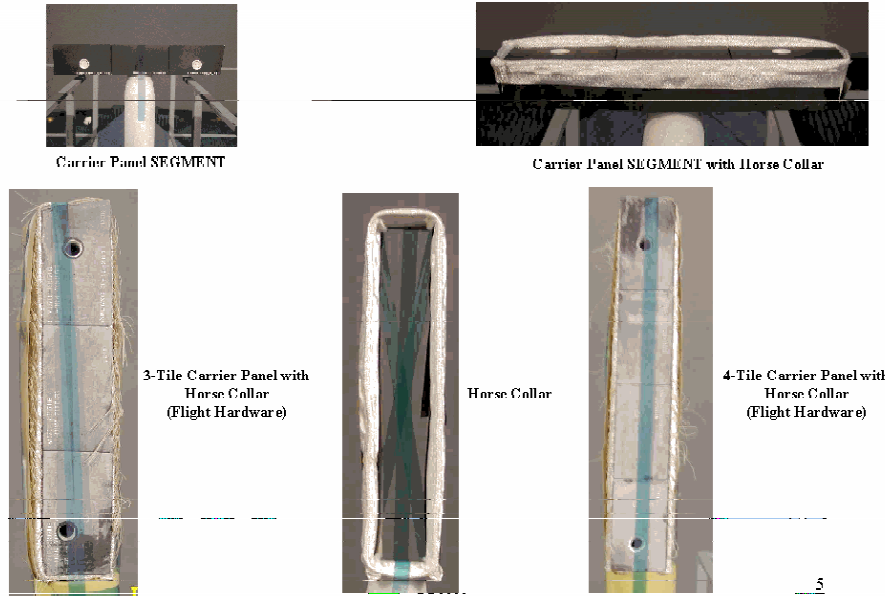 Carrier Panel SEGMENT
Carrier Panel SEGMENT with Horse Collar
3-Tile Carrier Panel with
Horse Collar
(Flight Hardware)
Horse Collar
4-Tile Carrier Panel with
Horse Collar
(Flight Hardware)
5